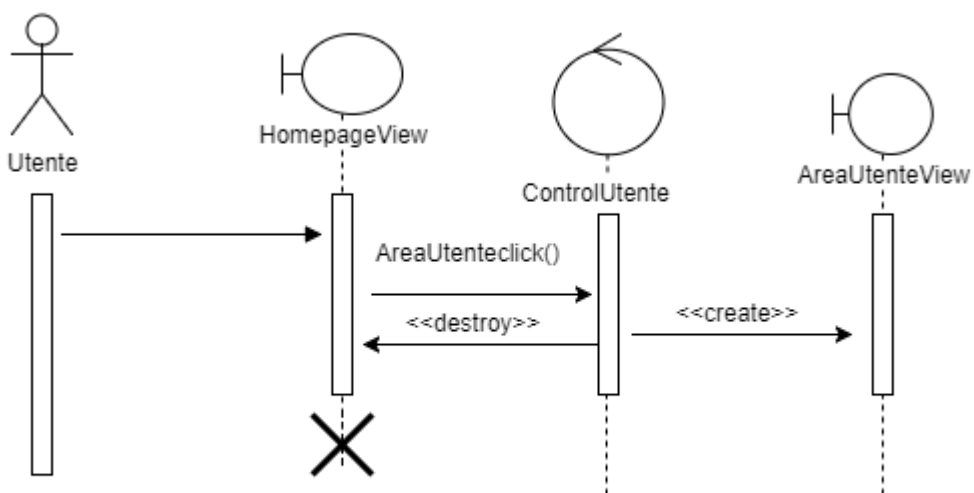 Utente
HomepageView
ControlUtente
AreaUtenteView
AreaUtenteclick()
<<destroy>>
<<create>>